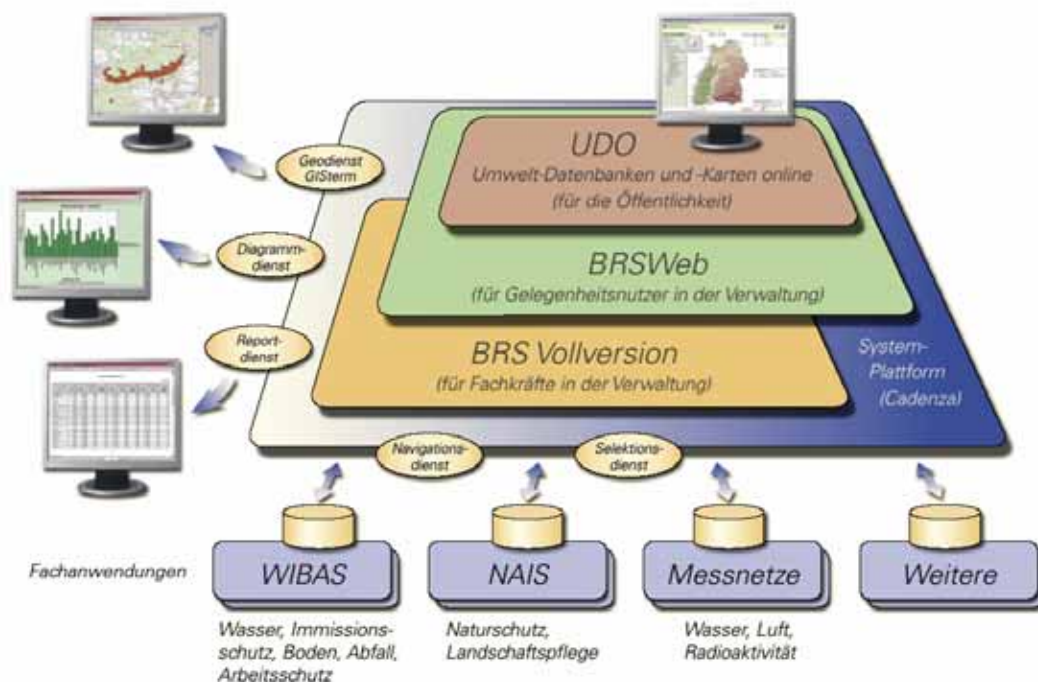 UDO
Umwelt-Datenbanken und -Karten online
(für die Öffentlichkeit)
BRSWeb
(für Gelegenheitsnutzer in der Verwaltung)
BRS Vollversion
(für Fachkräfte in der Verwaltung)
System-
Plattform
(Cadenza)
Geodienst
GISterm
Diagramm-
dienst
Report-
dienst
Navigations-
dienst
Selektions-
dienst
Fachanwendungen
WIBAS
NAIS
Messnetze
Weitere
Wasser, Immissions-
schutz, Boden, Abfall,
Arbeitsschutz
Naturschutz,
Landschaftspflege
Wasser, Luft,
Radioaktivität